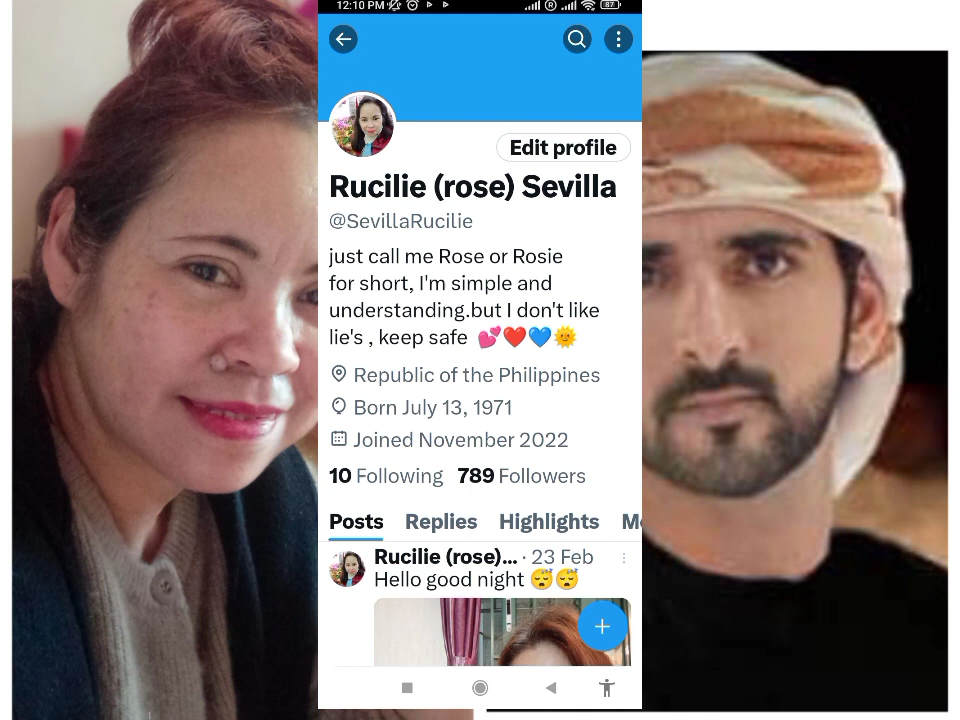 12:10 PM
R
87
Edit profile
Rucilie (rose) Sevilla
@SevillaRucilie
just call me Rose or Rosie
for short, I'm simple and
understanding.but I don't like
lie's , keep safe 💕❤️💙🌞
Republic of the Philippines
Born July 13, 1971
Joined November 2022
10 Following 789 Followers
Posts Replies Highlights Me
Rucilie (rose)... · 23 Feb
Hello good night 😴😴